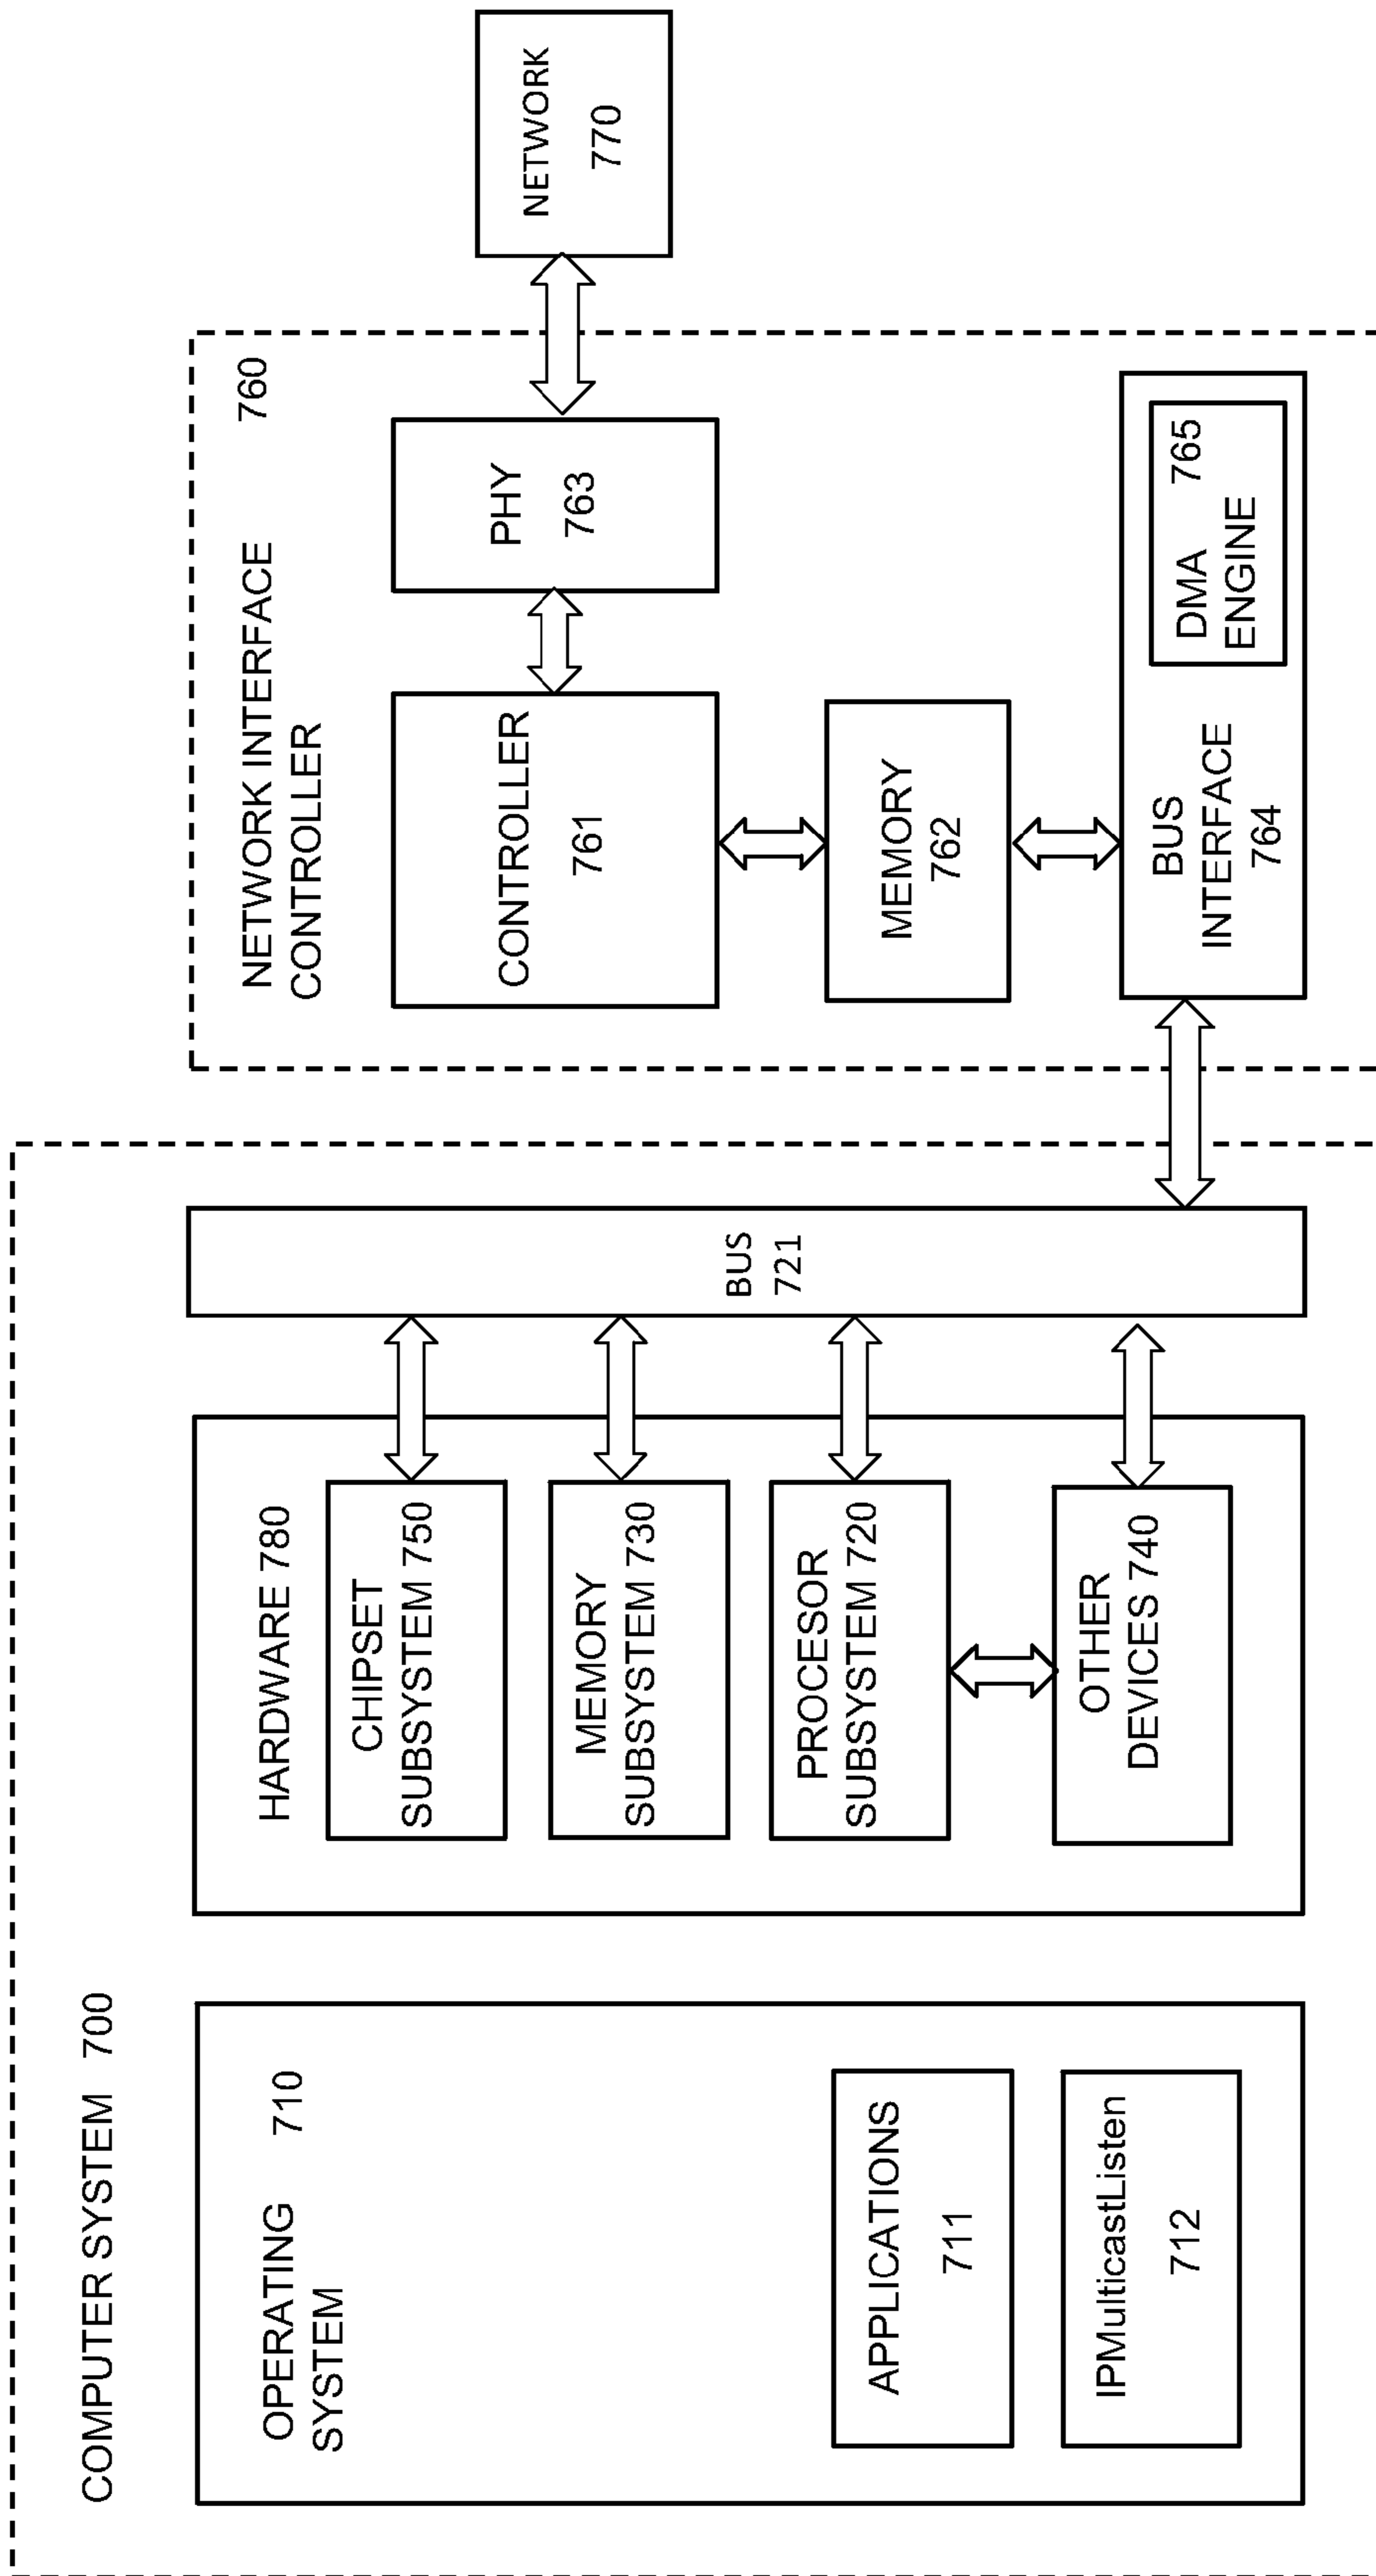 COMPUTER SYSTEM 700
OPERATING 710
SYSTEM
APPLICATIONS
711
IPMulticastListen
712
HARDWARE 780
CHIPSET
SUBSYSTEM 750
MEMORY
SUBSYSTEM 730
PROCESOR
SUBSYSTEM 720
OTHER
DEVICES 740
BUS
721
NETWORK INTERFACE 760
CONTROLLER
CONTROLLER
761
PHY
763
MEMORY
762
BUS
INTERFACE
764
DMA 765
ENGINE
NETWORK
770